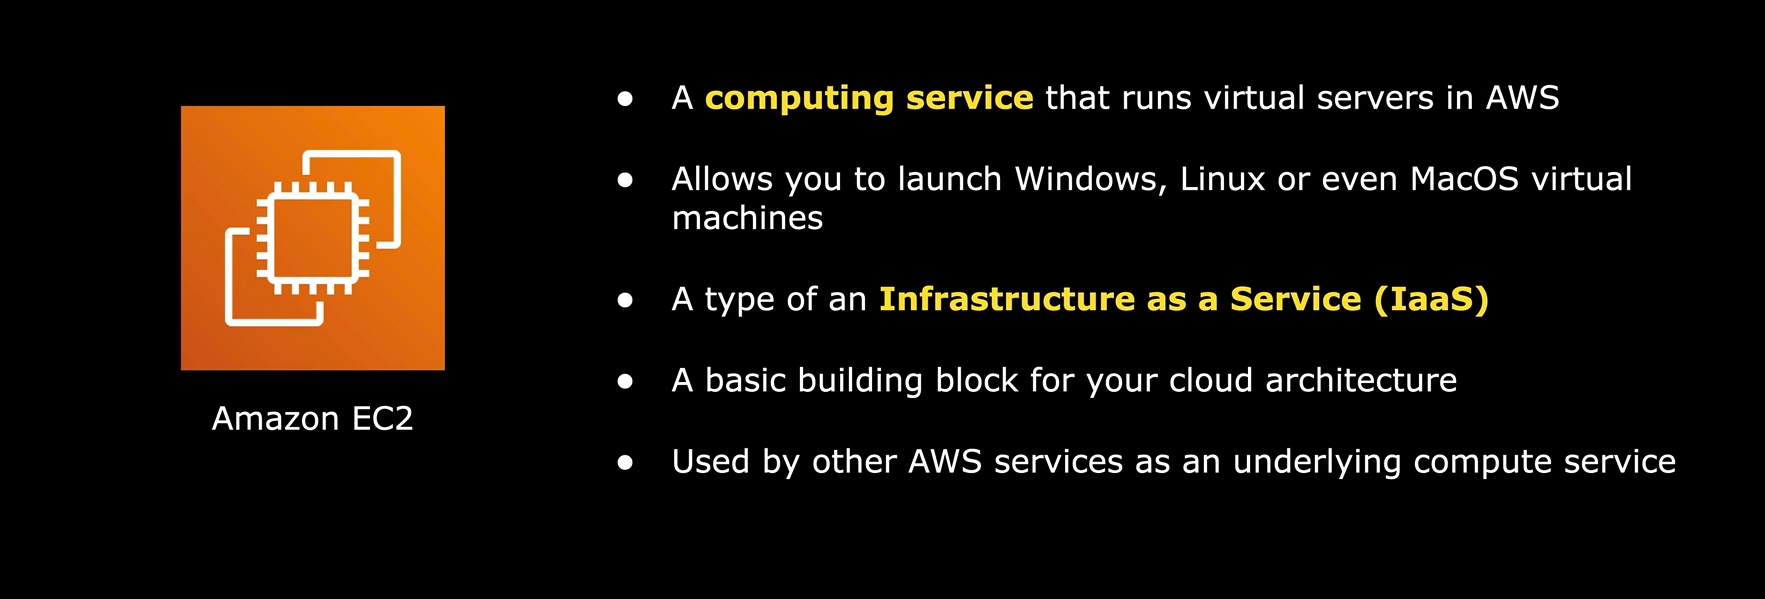 ● A computing service that runs virtual servers in AWS
● Allows you to launch Windows, Linux or even MacOS virtual
machines
● A type of an Infrastructure as a Service (IaaS)
● A basic building block for your cloud architecture
● Used by other AWS services as an underlying compute service
Amazon EC2